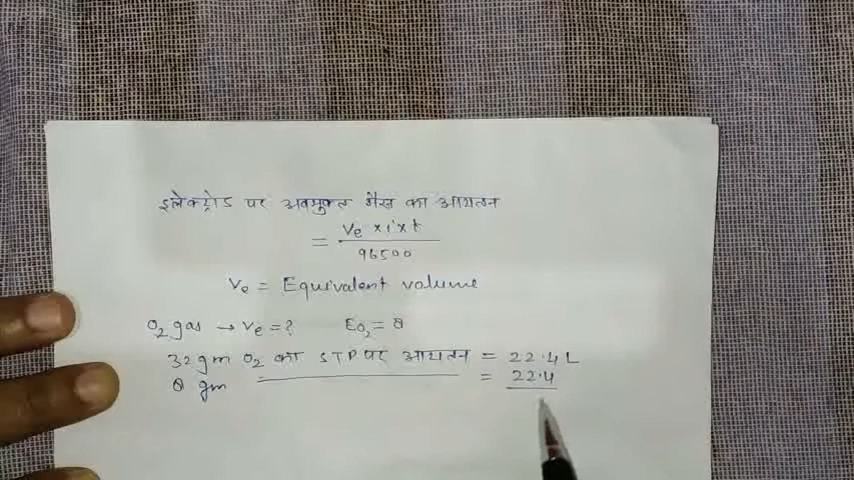 इलेक्ट्रोड पर अवमुक्त गैस का आयतन
= Ve × i × t
96500
Ve = Equivalent volume
O2 gas → Ve = ? EO2 = 8
32 gm O2 का STP पर आयतन = 22.4 L
8 gm = 22.4